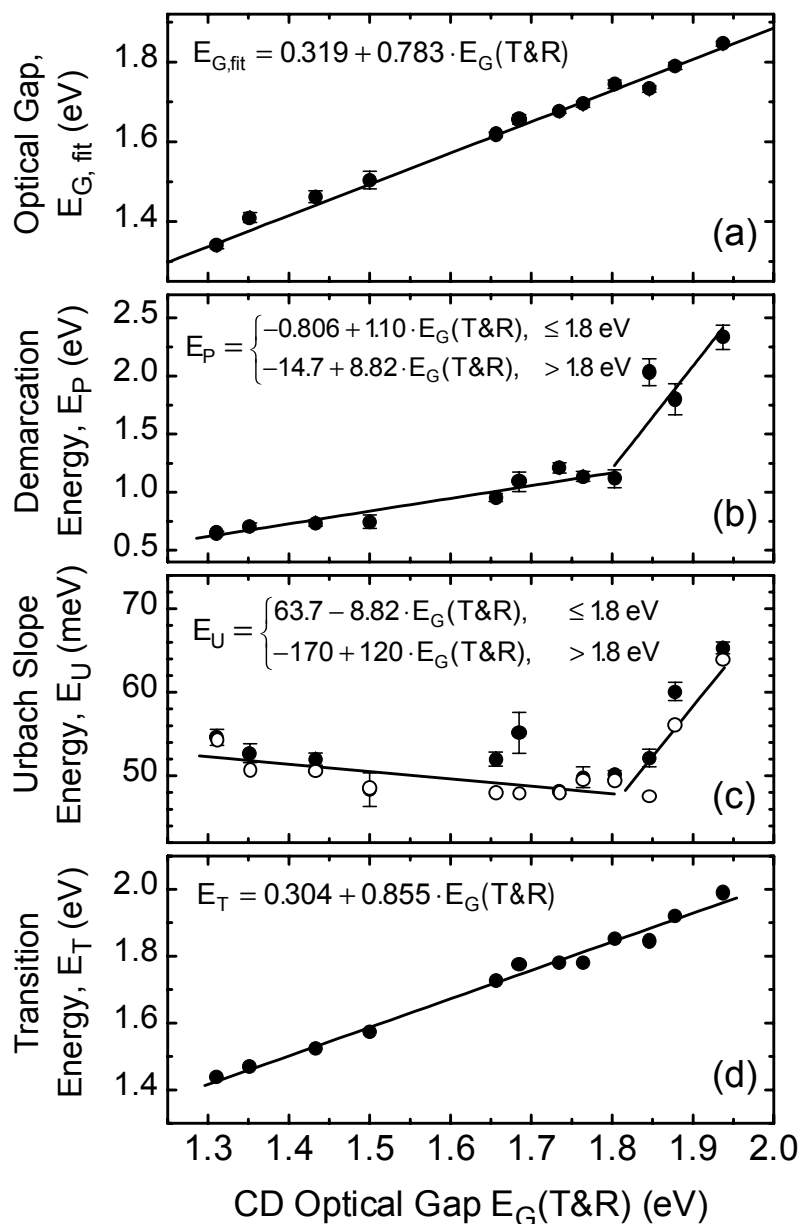 Optical Gap,
E_G, fit (eV)
1.8
1.6
1.4
E_G,fit = 0.319 + 0.783 · E_G(T&R)
(a)
Demarcation
Energy, E_P (eV)
2.5
2.0
1.5
1.0
0.5
E_P = { −0.806 + 1.10 · E_G(T&R), ≤ 1.8 eV
−14.7 + 8.82 · E_G(T&R), > 1.8 eV
(b)
Urbach Slope
Energy, E_U (meV)
70
60
50
E_U = { 63.7 − 8.82 · E_G(T&R), ≤ 1.8 eV
−170 + 120 · E_G(T&R), > 1.8 eV
(c)
Transition
Energy, E_T (eV)
2.0
1.8
1.6
1.4
E_T = 0.304 + 0.855 · E_G(T&R)
(d)
1.3 1.4 1.5 1.6 1.7 1.8 1.9 2.0
CD Optical Gap E_G(T&R) (eV)